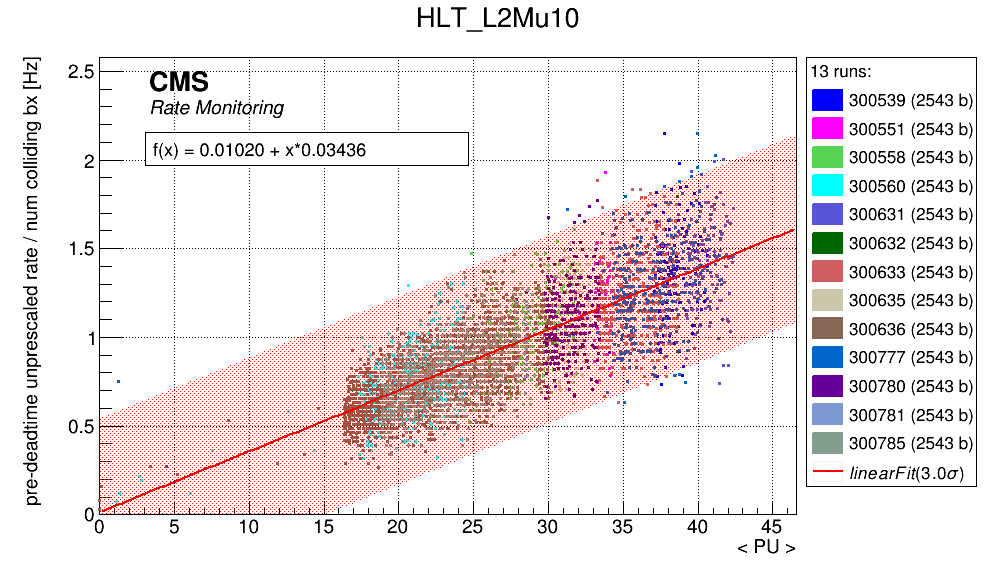 HLT_L2Mu10
pre-deadtime unprescaled rate / num colliding bx [Hz]
2.5
2
1.5
1
0.5
0
CMS
Rate Monitoring
f(x) = 0.01020 + x*0.03436
0 5 10 15 20 25 30 35 40 45
< PU >
13 runs:
300539 (2543 b)
300551 (2543 b)
300558 (2543 b)
300560 (2543 b)
300631 (2543 b)
300632 (2543 b)
300633 (2543 b)
300635 (2543 b)
300636 (2543 b)
300777 (2543 b)
300780 (2543 b)
300781 (2543 b)
300785 (2543 b)
linearFit(3.0σ)